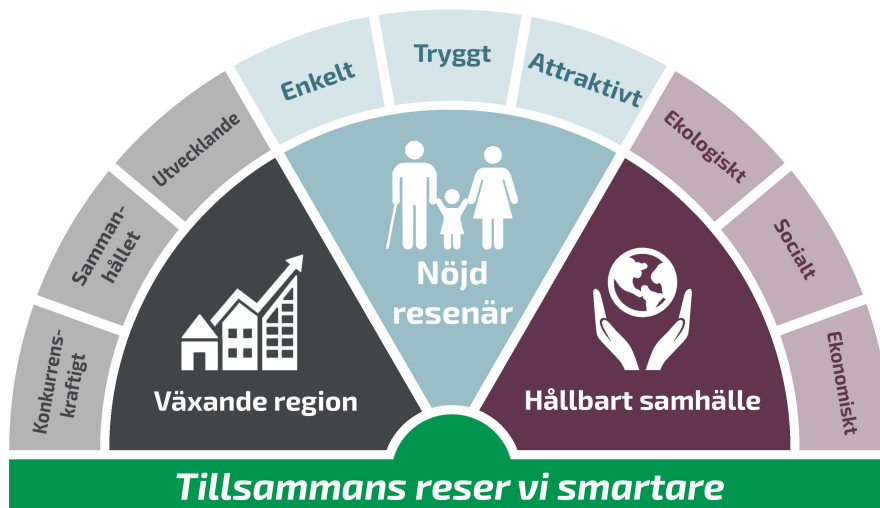 Konkurrens-
kraftigt
Samman-
hållet
Utvecklande
Enkelt
Tryggt
Attraktivt
Ekologiskt
Socialt
Ekonomiskt
Växande region
Nöjd
resenär
Hållbart samhälle
Tillsammans reser vi smartare